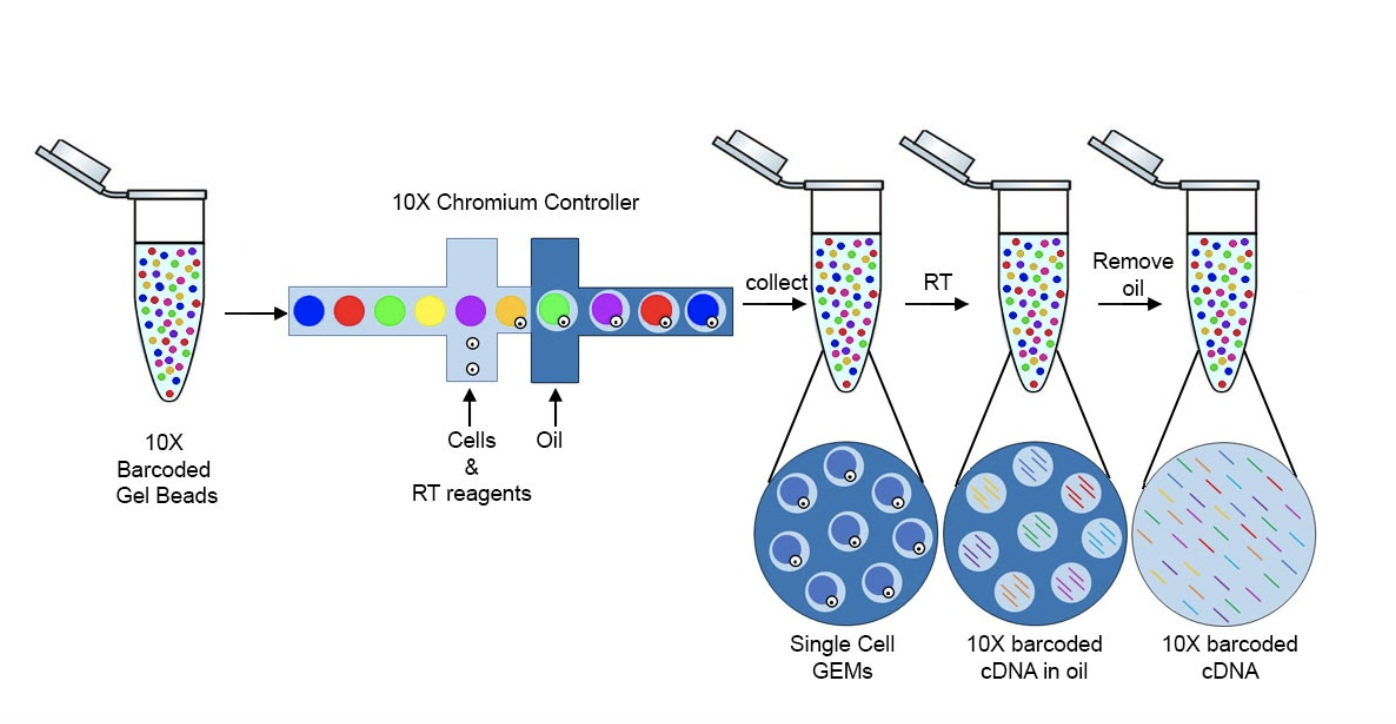 10X Chromium Controller
10X
Barcoded
Gel Beads
Cells
&
RT reagents
Oil
collect
RT
Remove
oil
Single Cell
GEMs
10X barcoded
cDNA in oil
10X barcoded
cDNA